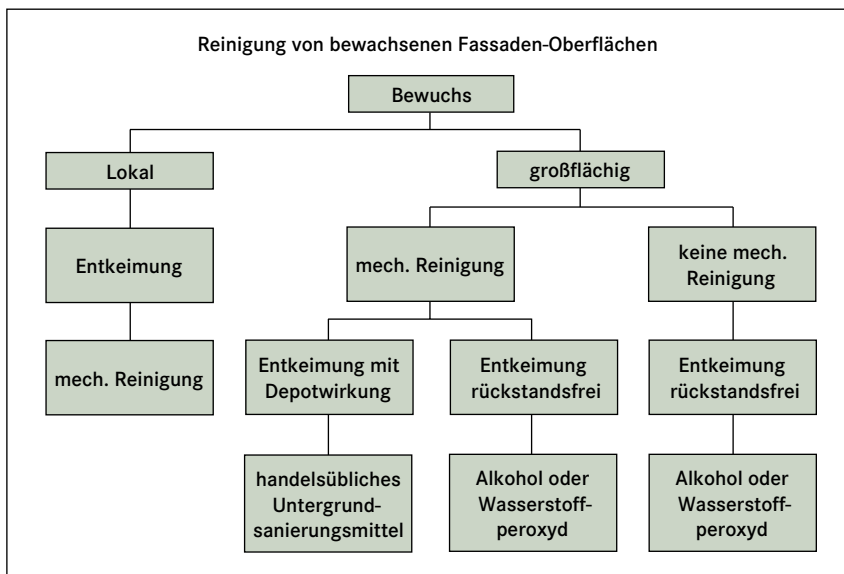 Reinigung von bewachsenen Fassaden-Oberflächen
Bewuchs
Lokal
großflächig
Entkeimung
mech. Reinigung
keine mech.
Reinigung
mech. Reinigung
Entkeimung mit
Depotwirkung
Entkeimung
rückstandsfrei
Entkeimung
rückstandsfrei
handelsübliches
Untergrund-
sanierungsmittel
Alkohol oder
Wasserstoff-
peroxyd
Alkohol oder
Wasserstoff-
peroxyd